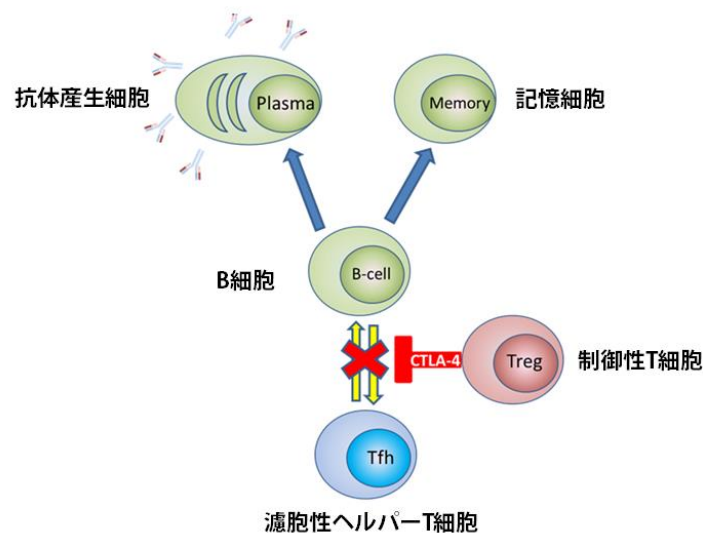 抗体産生細胞
Plasma
Memory
記憶細胞
B細胞
B-cell
CTLA-4
Treg
制御性T細胞
Tfh
濾胞性ヘルパーT細胞